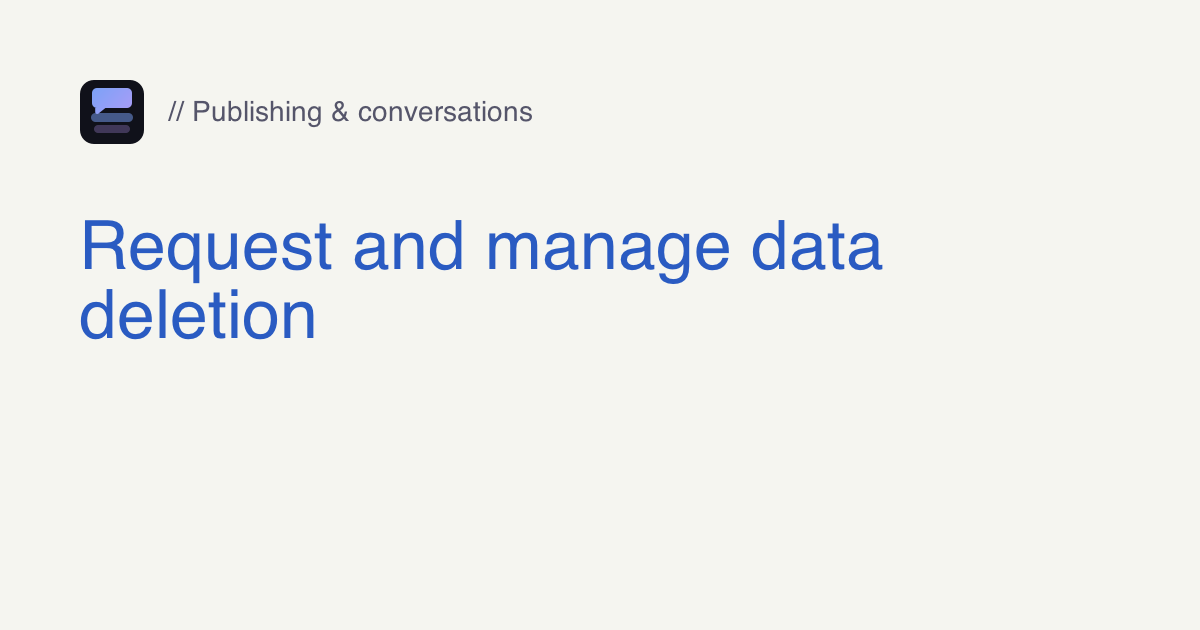 // Publishing & conversations
Request and manage data
deletion